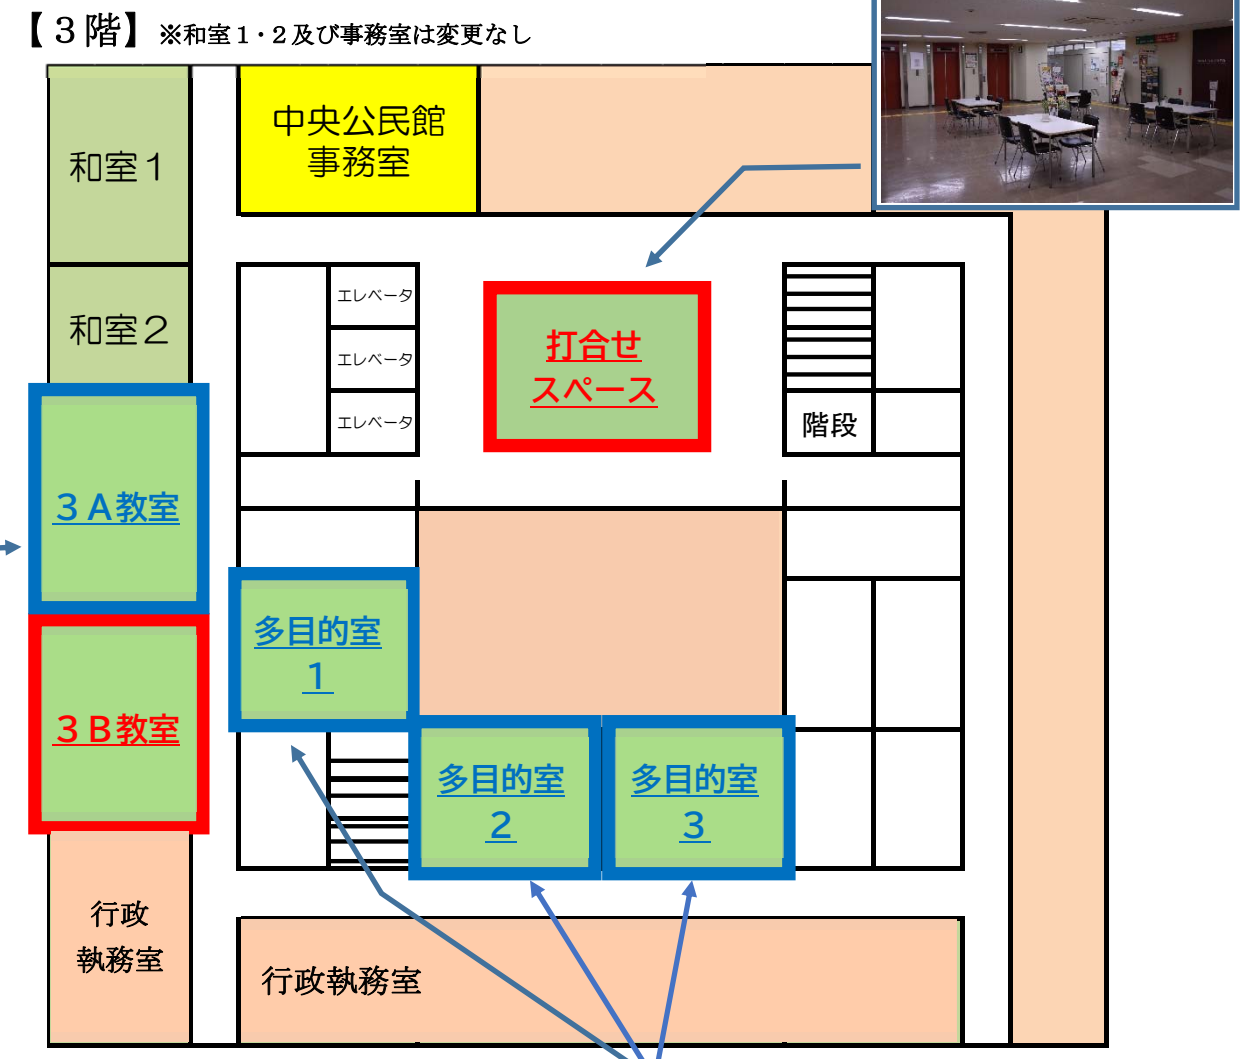 【３階】 ※和室１・２及び事務室は変更なし
和室１
中央公民館
事務室
和室２
エレベータ
エレベータ
エレベータ
打合せ
スペース
階段
３Ａ教室
３Ｂ教室
多目的室
１
多目的室
２
多目的室
３
行政
執務室
行政執務室